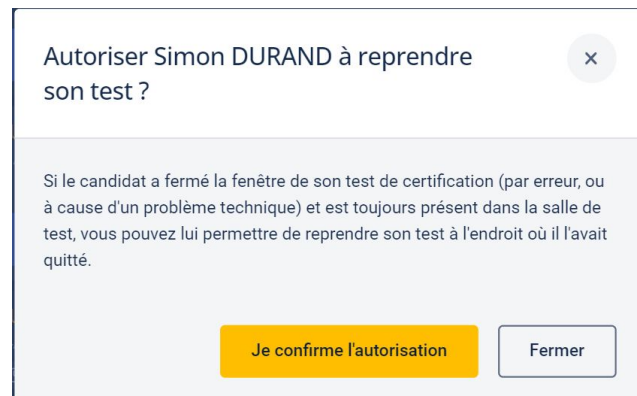 Autoriser Simon DURAND à reprendre
son test ?
Si le candidat a fermé la fenêtre de son test de certification (par erreur, ou
à cause d'un problème technique) et est toujours présent dans la salle de
test, vous pouvez lui permettre de reprendre son test à l'endroit où il l'avait
quitté.
Je confirme l'autorisation
Fermer